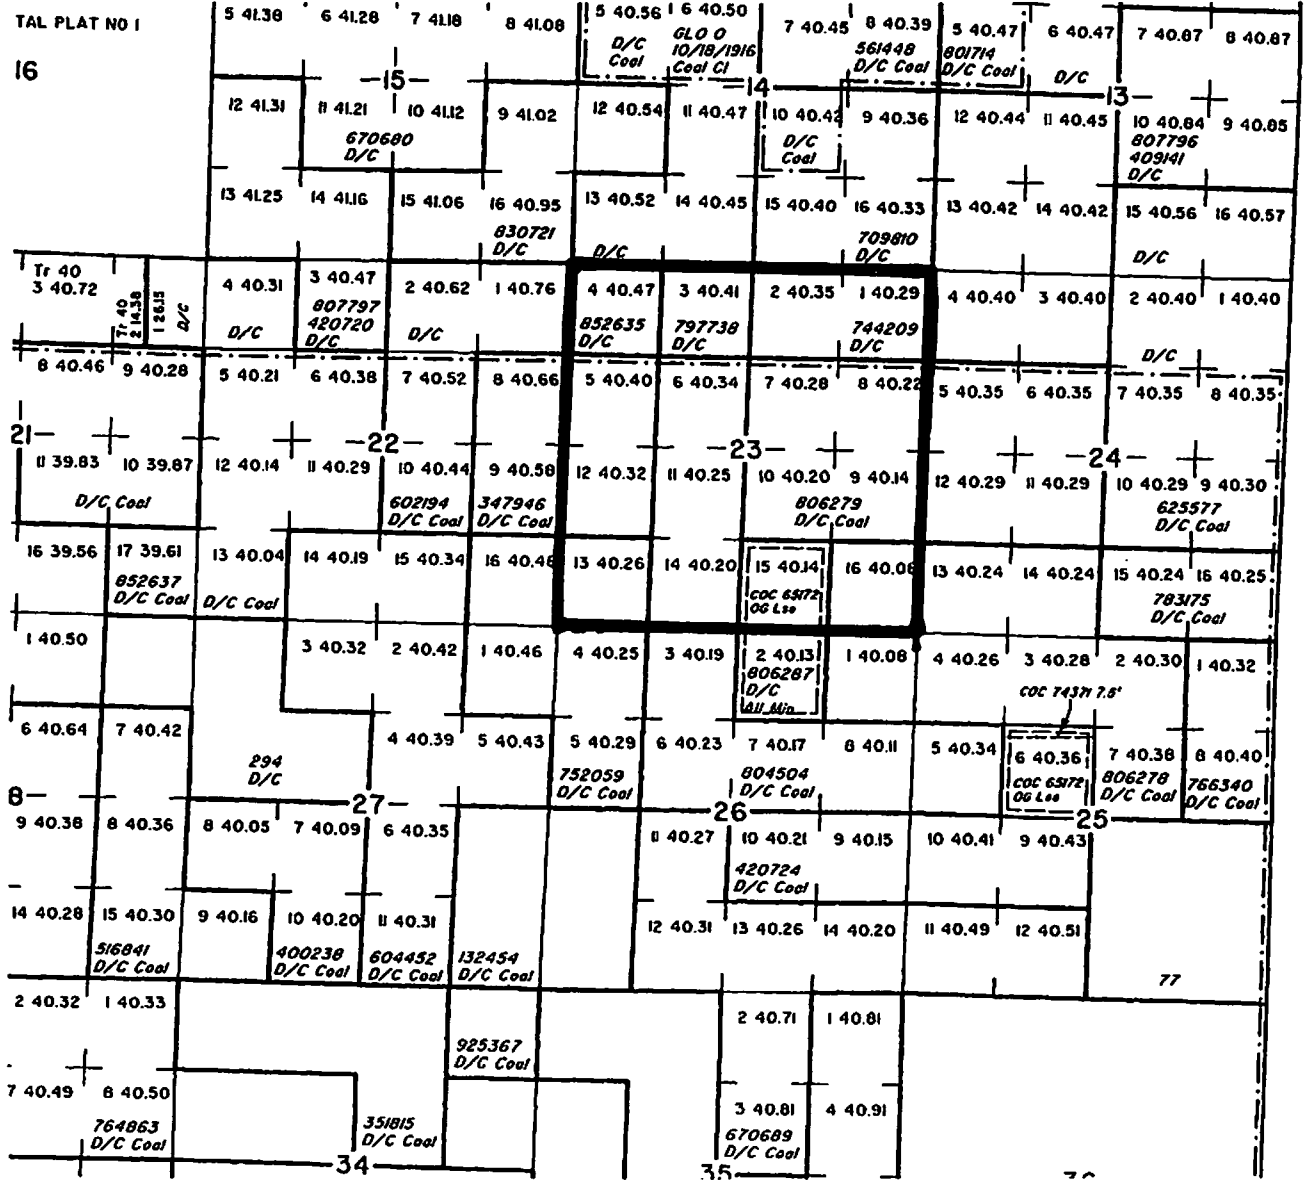 TAL PLAT NO 1
16
5 41.38 6 41.28 7 41.18 8 41.08 5 40.56 6 40.50 7 40.45 8 40.39 5 40.47 6 40.47 7 40.87 8 40.87
D/C
Coal
GLO O
10/18/1916
Coal Cl
561448
D/C Coal
801714
D/C Coal
D/C
15 14 13
12 41.31 11 41.21 10 41.12 9 41.02 12 40.54 11 40.47 10 40.42 9 40.36 12 40.44 11 40.45 10 40.84 9 40.85
670680
D/C
D/C
Coal
807796
409141
D/C
13 41.25 14 41.16 15 41.06 16 40.95 13 40.52 14 40.45 15 40.40 16 40.33 13 40.42 14 40.42 15 40.56 16 40.57
830721
D/C
D/C
709810
D/C
D/C
Tr 40
3 40.72
Tr 40
2 14.38
1 26.15
D/C
4 40.31 3 40.47 2 40.62 1 40.76 4 40.47 3 40.41 2 40.35 1 40.29 4 40.40 3 40.40 2 40.40 1 40.40
D/C
807797
420720
D/C
D/C
852635
D/C
797738
D/C
744209
D/C
D/C
8 40.46 9 40.28 5 40.21 6 40.38 7 40.52 8 40.66 5 40.40 6 40.34 7 40.28 8 40.22 5 40.35 6 40.35 7 40.35 8 40.35
21 22 23 24
11 39.83 10 39.87 12 40.14 11 40.29 10 40.44 9 40.58 12 40.32 11 40.25 10 40.20 9 40.14 12 40.29 11 40.29 10 40.29 9 40.30
D/C Coal
602194
D/C Coal
347946
D/C Coal
806279
D/C Coal
625577
D/C Coal
16 39.56 17 39.61 13 40.04 14 40.19 15 40.34 16 40.48 13 40.26 14 40.20 15 40.14 16 40.08 13 40.24 14 40.24 15 40.24 16 40.25
852637
D/C Coal
D/C Coal
COC 65172
OG Lse
783175
D/C Coal
1 40.50 3 40.32 2 40.42 1 40.46 4 40.25 3 40.19 2 40.13 1 40.08 4 40.26 3 40.28 2 40.30 1 40.32
806287
D/C
All Min
COC 74371 7.5'
6 40.64 7 40.42 4 40.39 5 40.43 5 40.29 6 40.23 7 40.17 8 40.11 5 40.34 6 40.36 7 40.38 8 40.40
294
D/C
752059
D/C Coal
804504
D/C Coal
COC 65172
OG Lse
806278
D/C Coal
766340
D/C Coal
8 27 26 25
9 40.38 8 40.36 8 40.05 7 40.09 6 40.35 11 40.27 10 40.21 9 40.15 10 40.41 9 40.43
420724
D/C Coal
14 40.28 15 40.30 9 40.16 10 40.20 11 40.31 12 40.31 13 40.26 14 40.20 11 40.49 12 40.51
516841
D/C Coal
400238
D/C Coal
604452
D/C Coal
132454
D/C Coal
77
2 40.32 1 40.33 2 40.71 1 40.81
925367
D/C Coal
7 40.49 8 40.50 3 40.81 4 40.91
764863
D/C Coal
351815
D/C Coal
670689
D/C Coal
34 35